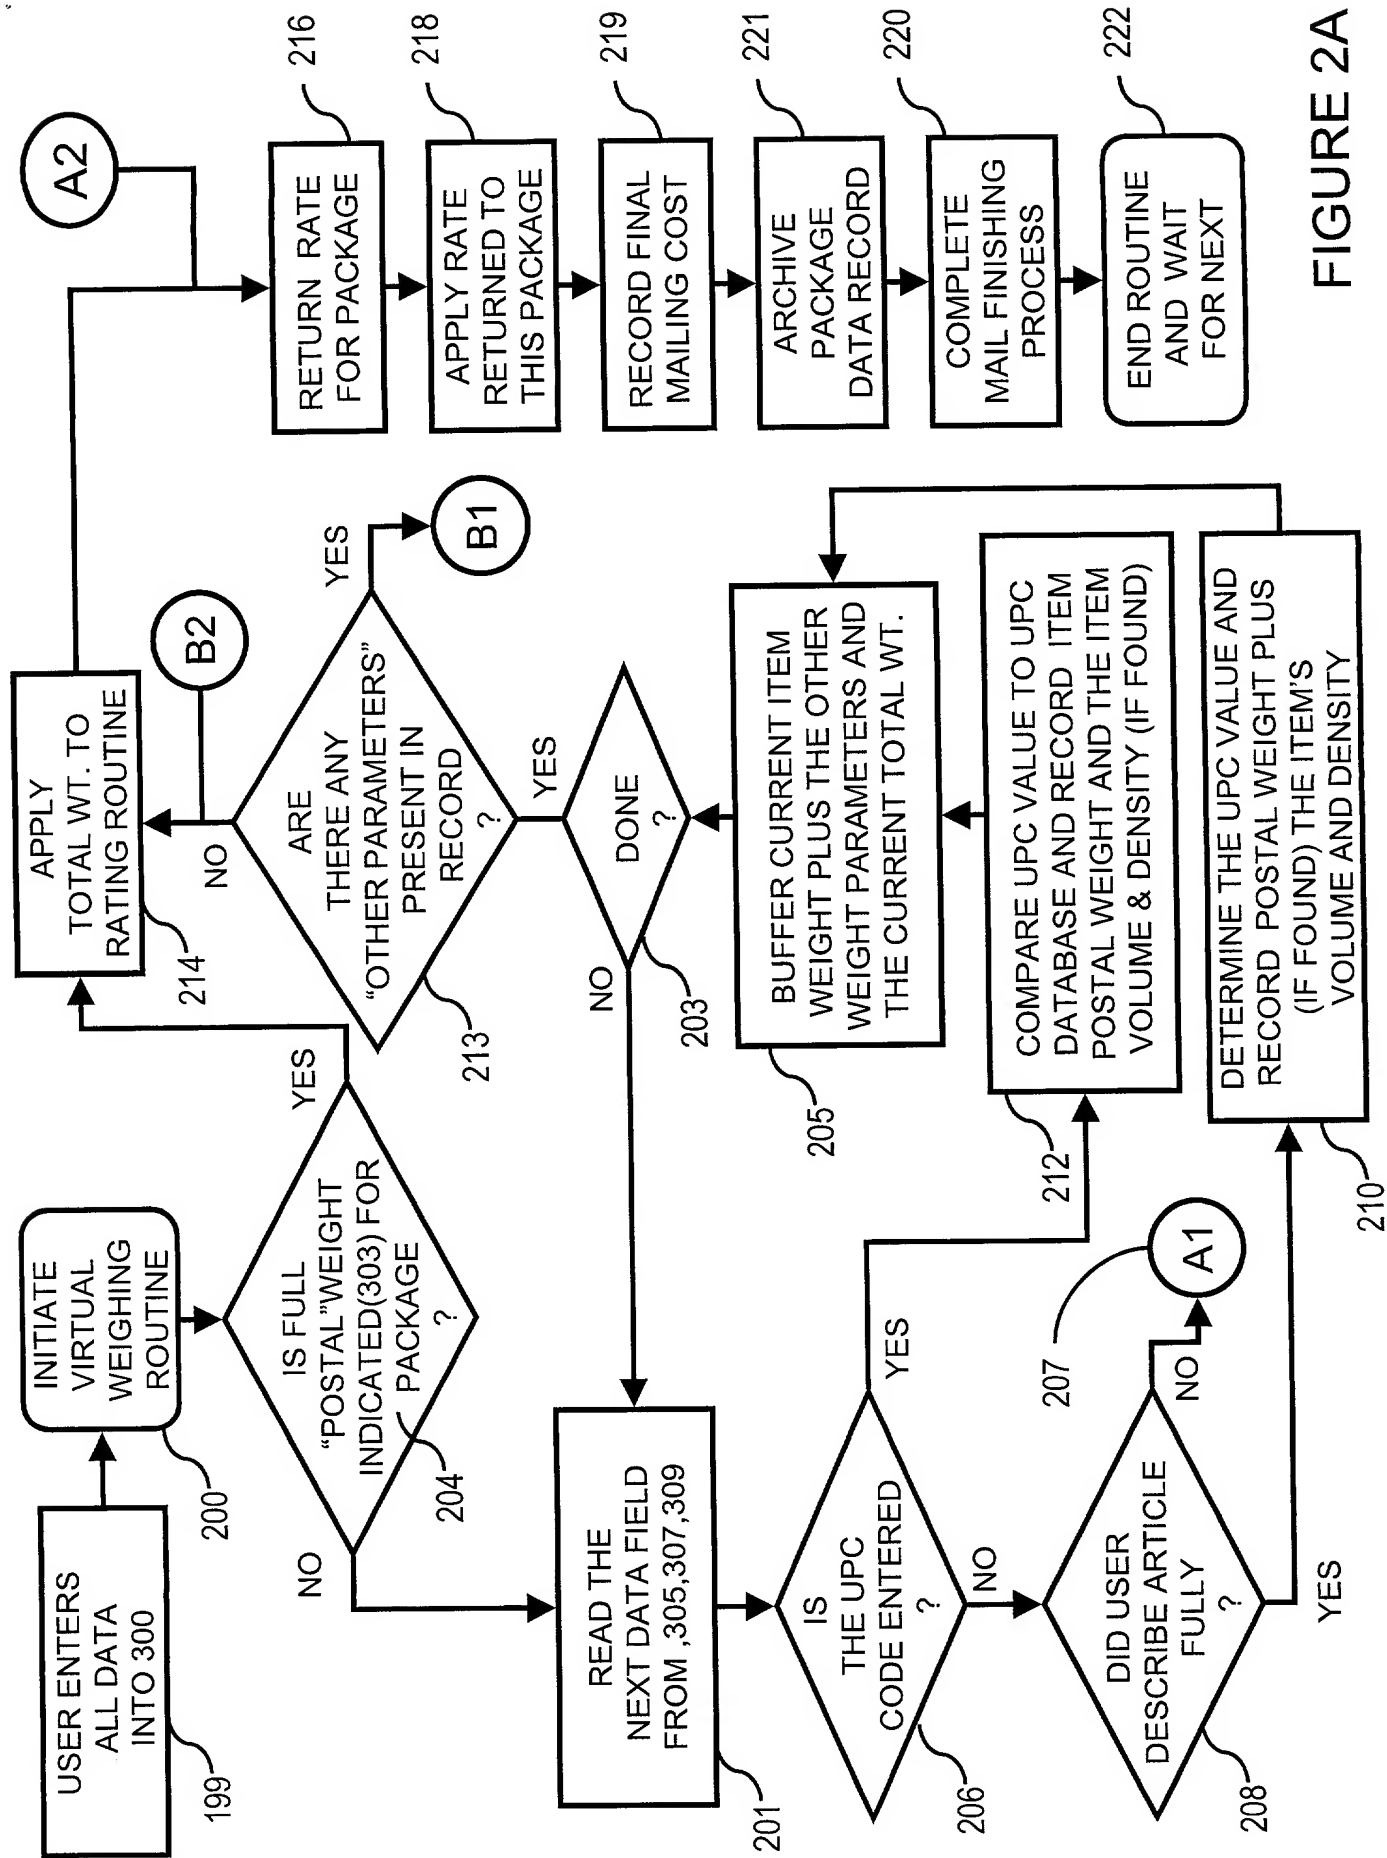 USER ENTERS
ALL DATA
INTO 300
199
INITIATE
VIRTUAL
WEIGHING
ROUTINE
200
IS FULL
“POSTAL”WEIGHT
INDICATED(303) FOR
PACKAGE
?
204
YES
NO
APPLY
TOTAL WT. TO
RATING ROUTINE
214
B2
NO
ARE
THERE ANY
“OTHER PARAMETERS”
PRESENT IN
RECORD
?
213
YES
B1
YES
DONE
?
203
NO
READ THE
NEXT DATA FIELD
FROM ,305,307,309
201
IS
THE UPC
CODE ENTERED
?
206
YES
NO
DID USER
DESCRIBE ARTICLE
FULLY
?
208
NO
YES
207
A1
BUFFER CURRENT ITEM
WEIGHT PLUS THE OTHER
WEIGHT PARAMETERS AND
THE CURRENT TOTAL WT.
205
COMPARE UPC VALUE TO UPC
DATABASE AND RECORD ITEM
POSTAL WEIGHT AND THE ITEM
VOLUME & DENSITY (IF FOUND)
212
DETERMINE THE UPC VALUE AND
RECORD POSTAL WEIGHT PLUS
(IF FOUND) THE ITEM'S
VOLUME AND DENSITY
210
A2
RETURN RATE
FOR PACKAGE
216
APPLY RATE
RETURNED TO
THIS PACKAGE
218
RECORD FINAL
MAILING COST
219
ARCHIVE
PACKAGE
DATA RECORD
221
COMPLETE
MAIL FINISHING
PROCESS
220
END ROUTINE
AND WAIT
FOR NEXT
222
FIGURE 2A